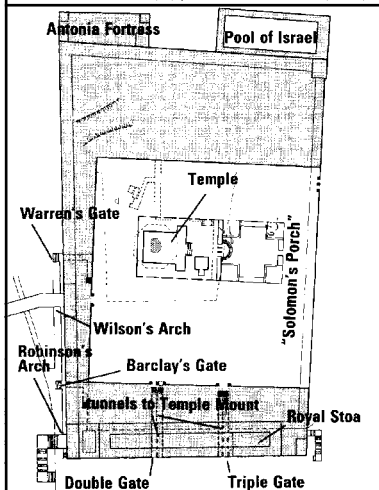 Antonia Fortress
Pool of Israel
Temple
Warren's Gate
"Solomon's Porch"
Wilson's Arch
Robinson's
Arch
Barclay's Gate
Tunnels to Temple Mount
Royal Stoa
Double Gate
Triple Gate